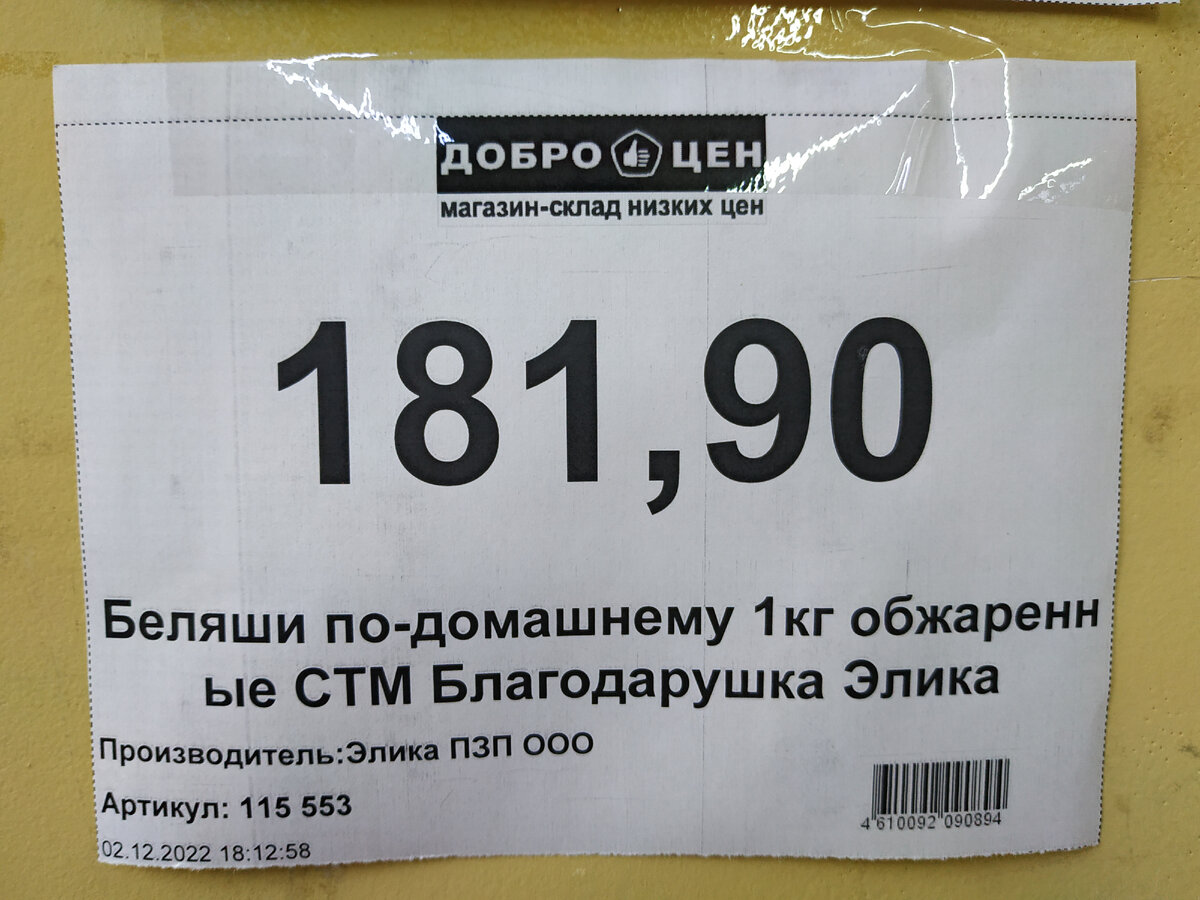 ДОБРО ЦЕН
магазин-склад низких цен
181,90
Беляши по-домашнему 1кг обжаренн
ые СТМ Благодарушка Элика
Производитель:Элика ПЗП ООО
Артикул: 115 553
4 610092 090894
02.12.2022 18:12:58